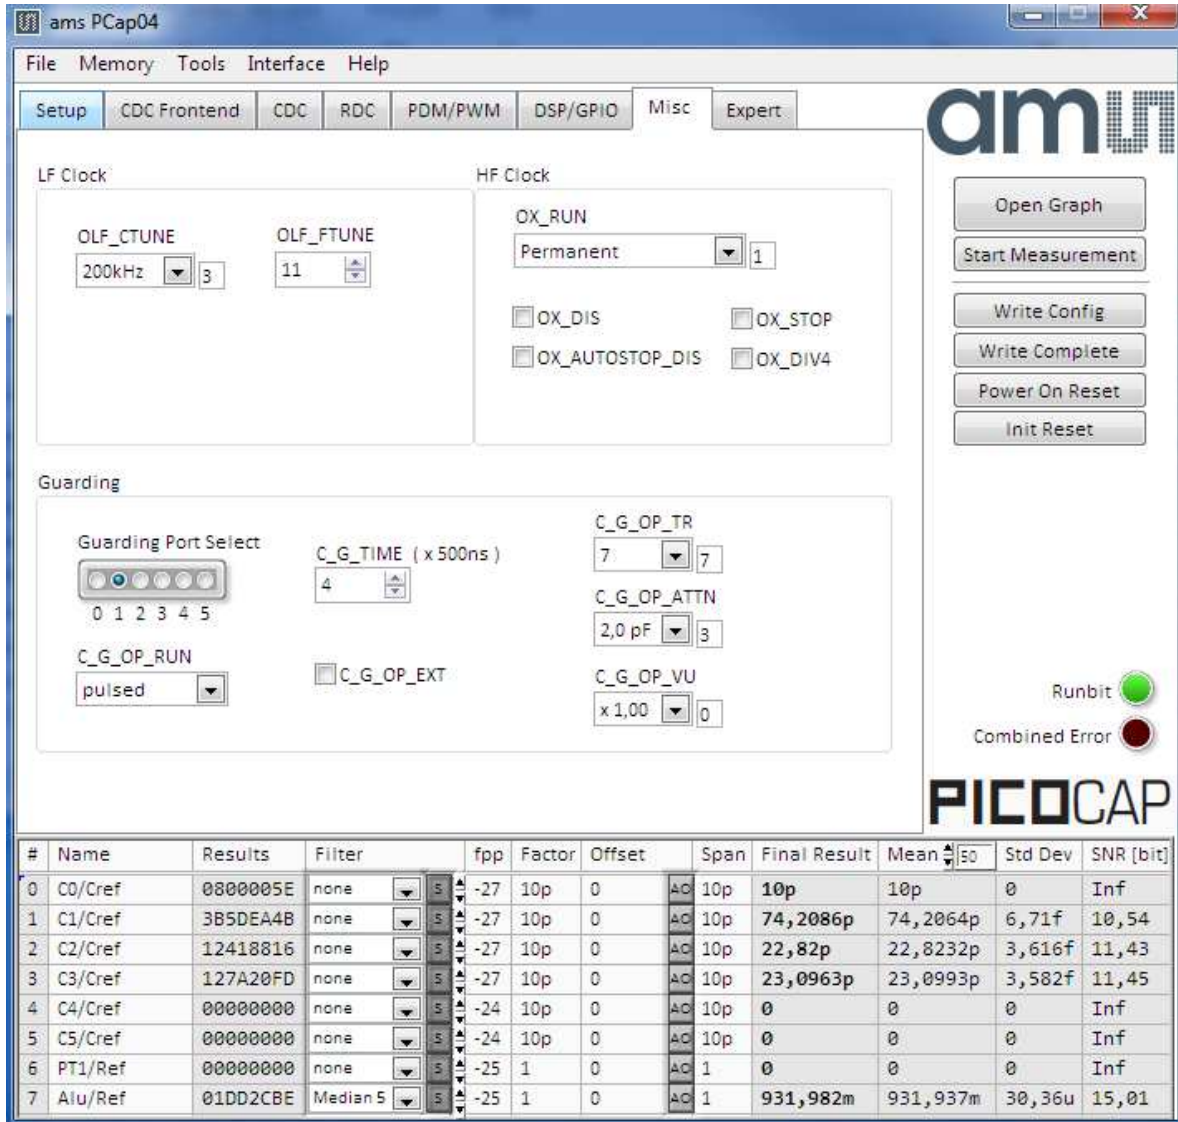 ams PCap04
File Memory Tools Interface Help
Setup CDC Frontend CDC RDC PDM/PWM DSP/GPIO Misc Expert
amu
LF Clock
OLF_CTUNE OLF_FTUNE
200kHz 3 11
HF Clock
OX_RUN
Permanent 1
OX_DIS OX_STOP
OX_AUTOSTOP_DIS OX_DIV4
Open Graph
Start Measurement
Write Config
Write Complete
Power On Reset
Init Reset
Guarding
Guarding Port Select
0 1 2 3 4 5
C_G_OP_RUN
pulsed
C_G_TIME ( x 500ns )
4
C_G_OP_EXT
C_G_OP_TR
7 7
C_G_OP_ATTN
2,0 pF 3
C_G_OP_VU
x 1,00 0
Runbit
Combined Error
PICOCAP
# Name Results Filter fpp Factor Offset Span Final Result Mean 50 Std Dev SNR [bit]
0 C0/Cref 0800005E none S -27 10p 0 AO 10p 10p 10p 0 Inf
1 C1/Cref 3B5DEA4B none S -27 10p 0 AO 10p 74,2086p 74,2064p 6,71f 10,54
2 C2/Cref 12418816 none S -27 10p 0 AO 10p 22,82p 22,8232p 3,616f 11,43
3 C3/Cref 127A20FD none S -27 10p 0 AO 10p 23,0963p 23,0993p 3,582f 11,45
4 C4/Cref 00000000 none S -24 10p 0 AO 10p 0 0 0 Inf
5 C5/Cref 00000000 none S -24 10p 0 AO 10p 0 0 0 Inf
6 PT1/Ref 00000000 none S -25 1 0 AO 1 0 0 0 Inf
7 Alu/Ref 01DD2CBE Median 5 S -25 1 0 AO 1 931,982m 931,937m 30,36u 15,01